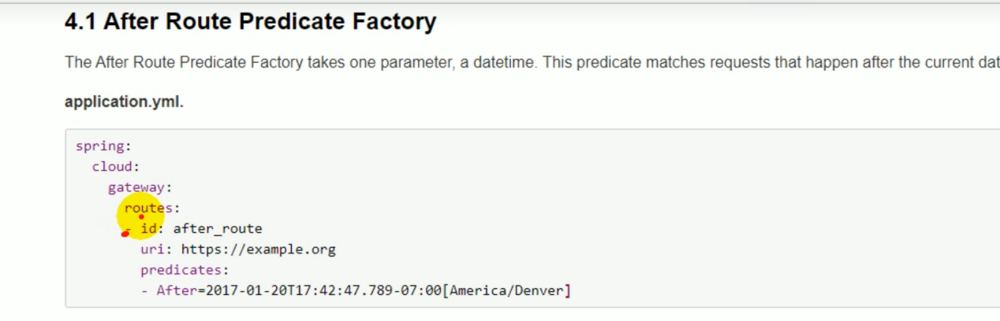 4.1 After Route Predicate Factory
The After Route Predicate Factory takes one parameter, a datetime. This predicate matches requests that happen after the current dat
application.yml.
spring:
  cloud:
    gateway:
      routes:
      - id: after_route
        uri: https://example.org
        predicates:
        - After=2017-01-20T17:42:47.789-07:00[America/Denver]